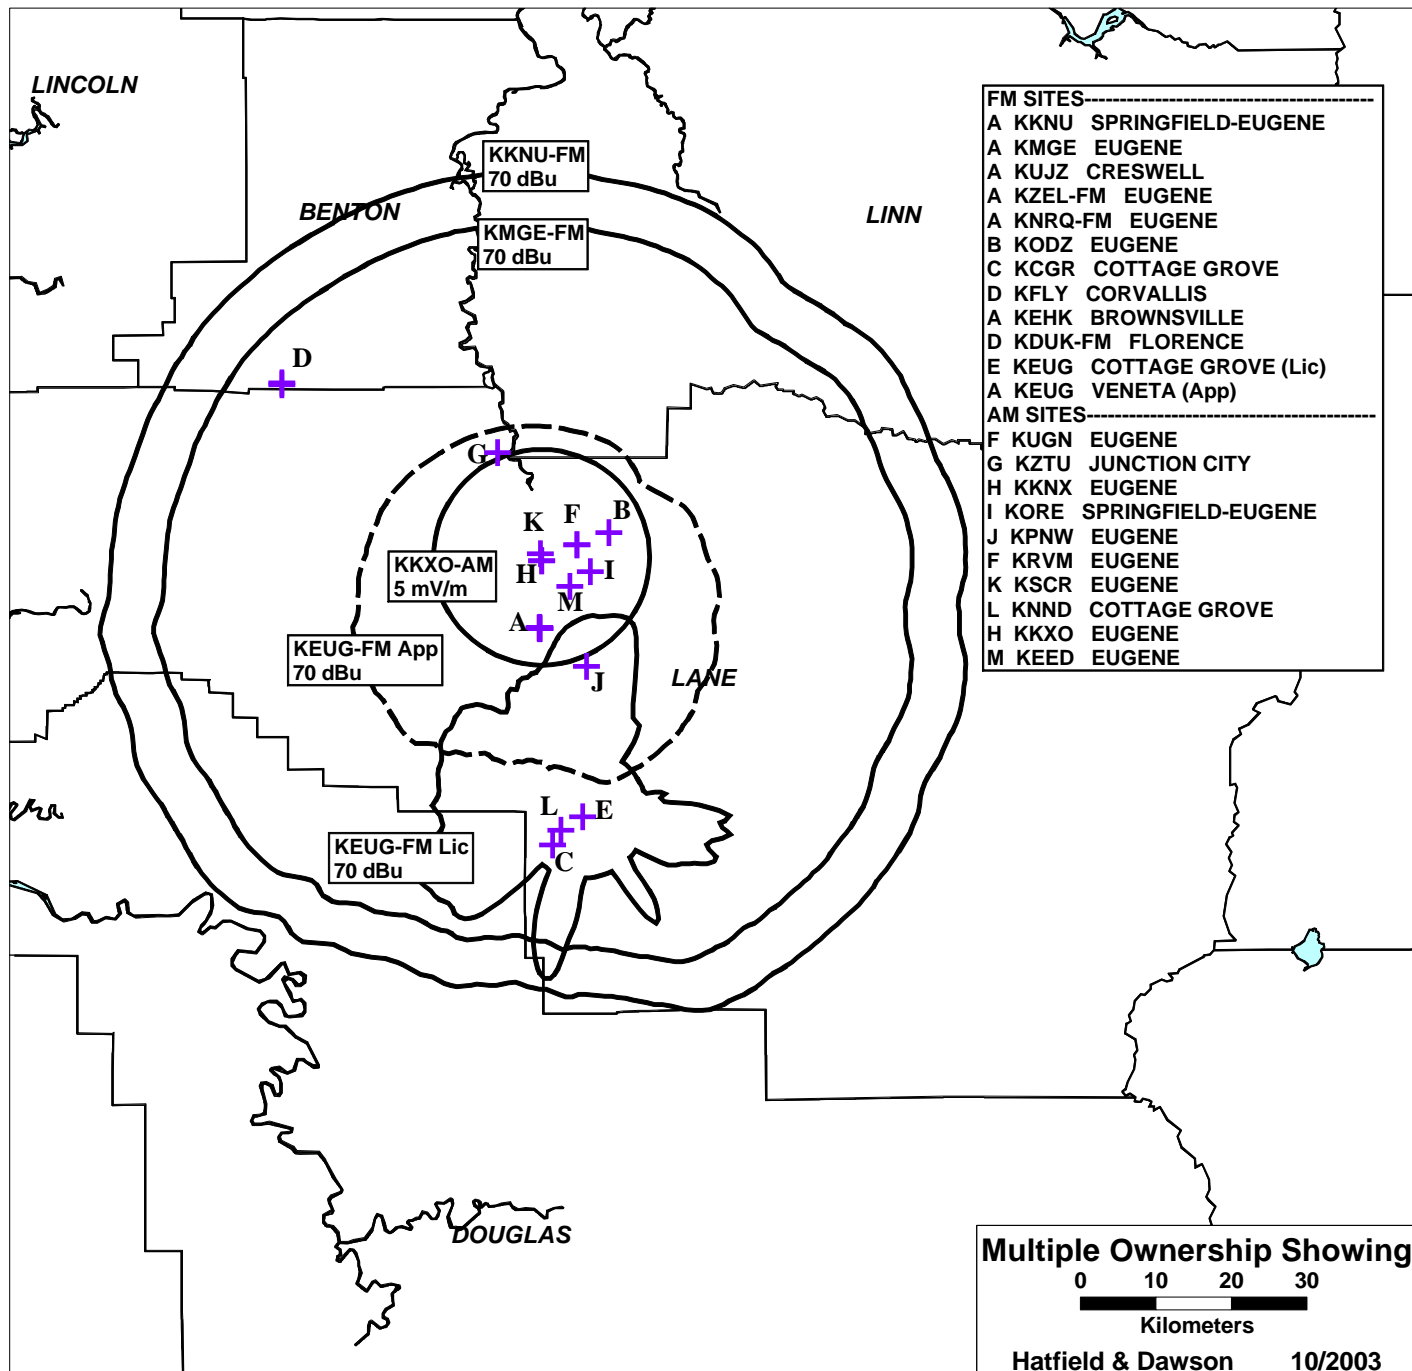 LINCOLN
FM SITES-----------------------------------------
A KKNU SPRINGFIELD-EUGENE
A KMGE EUGENE
A KUJZ CRESWELL
A KZEL-FM EUGENE
A KNRQ-FM EUGENE
B KODZ EUGENE
C KCGR COTTAGE GROVE
D KFLY CORVALLIS
A KEHK BROWNSVILLE
D KDUK-FM FLORENCE
E KEUG COTTAGE GROVE (Lic)
A KEUG VENETA (App)
AM SITES-----------------------------------------
F KUGN EUGENE
G KZTU JUNCTION CITY
H KKNX EUGENE
I KORE SPRINGFIELD-EUGENE
J KPNW EUGENE
F KRVM EUGENE
K KSCR EUGENE
L KNND COTTAGE GROVE
H KKXO EUGENE
M KEED EUGENE
KKNU-FM
70 dBu
BENTON
LINN
KMGE-FM
70 dBu
D
G
B
F
K
KKXO-AM
5 mV/m
H
I
M
A
KEUG-FM App
70 dBu
J
LANE
L
E
KEUG-FM Lic
70 dBu
C
DOUGLAS
Multiple Ownership Showing
0 10 20 30
Kilometers
Hatfield & Dawson 10/2003